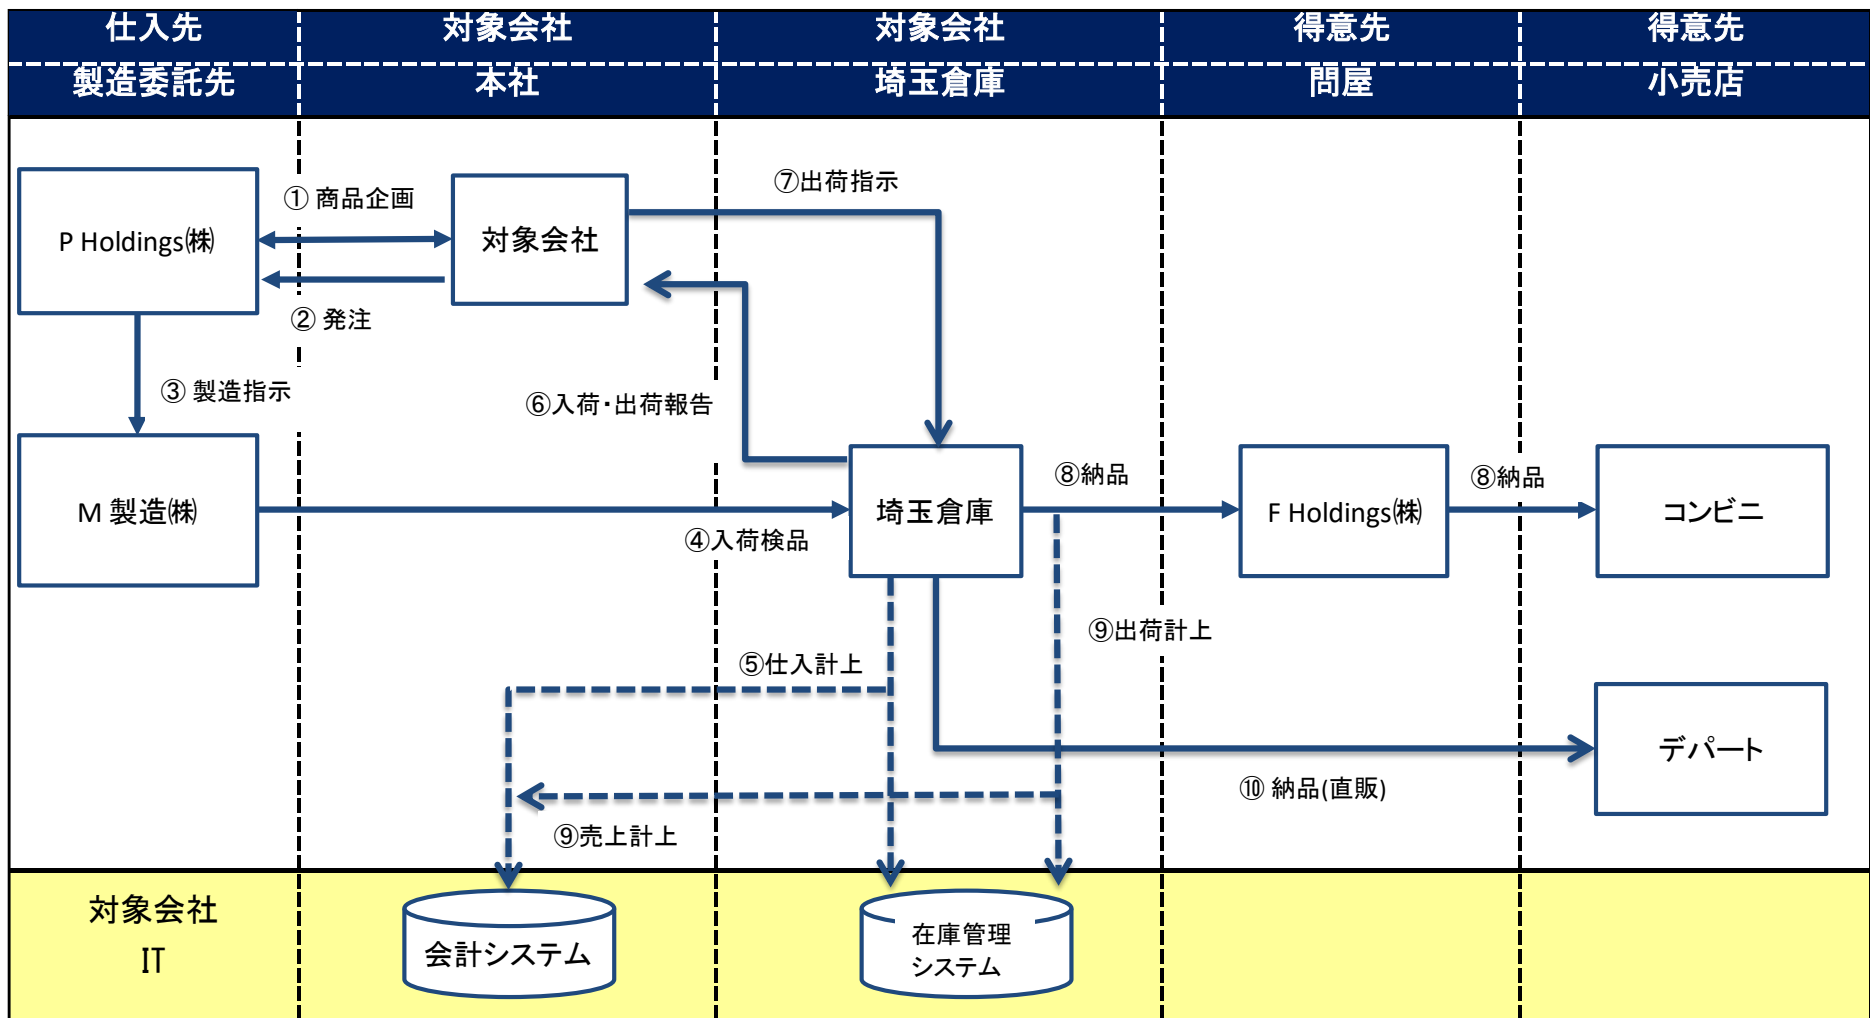 仕入先
対象会社
対象会社
得意先
得意先
製造委託先
本社
埼玉倉庫
問屋
小売店
⑦出荷指示
① 商品企画
P Holdings㈱
対象会社
② 発注
③ 製造指示
⑥入荷・出荷報告
⑧納品
⑧納品
M 製造㈱
埼玉倉庫
F Holdings㈱
コンビニ
④入荷検品
⑨出荷計上
⑤仕入計上
デパート
⑩ 納品(直販)
⑨売上計上
対象会社
IT
会計システム
在庫管理
システム